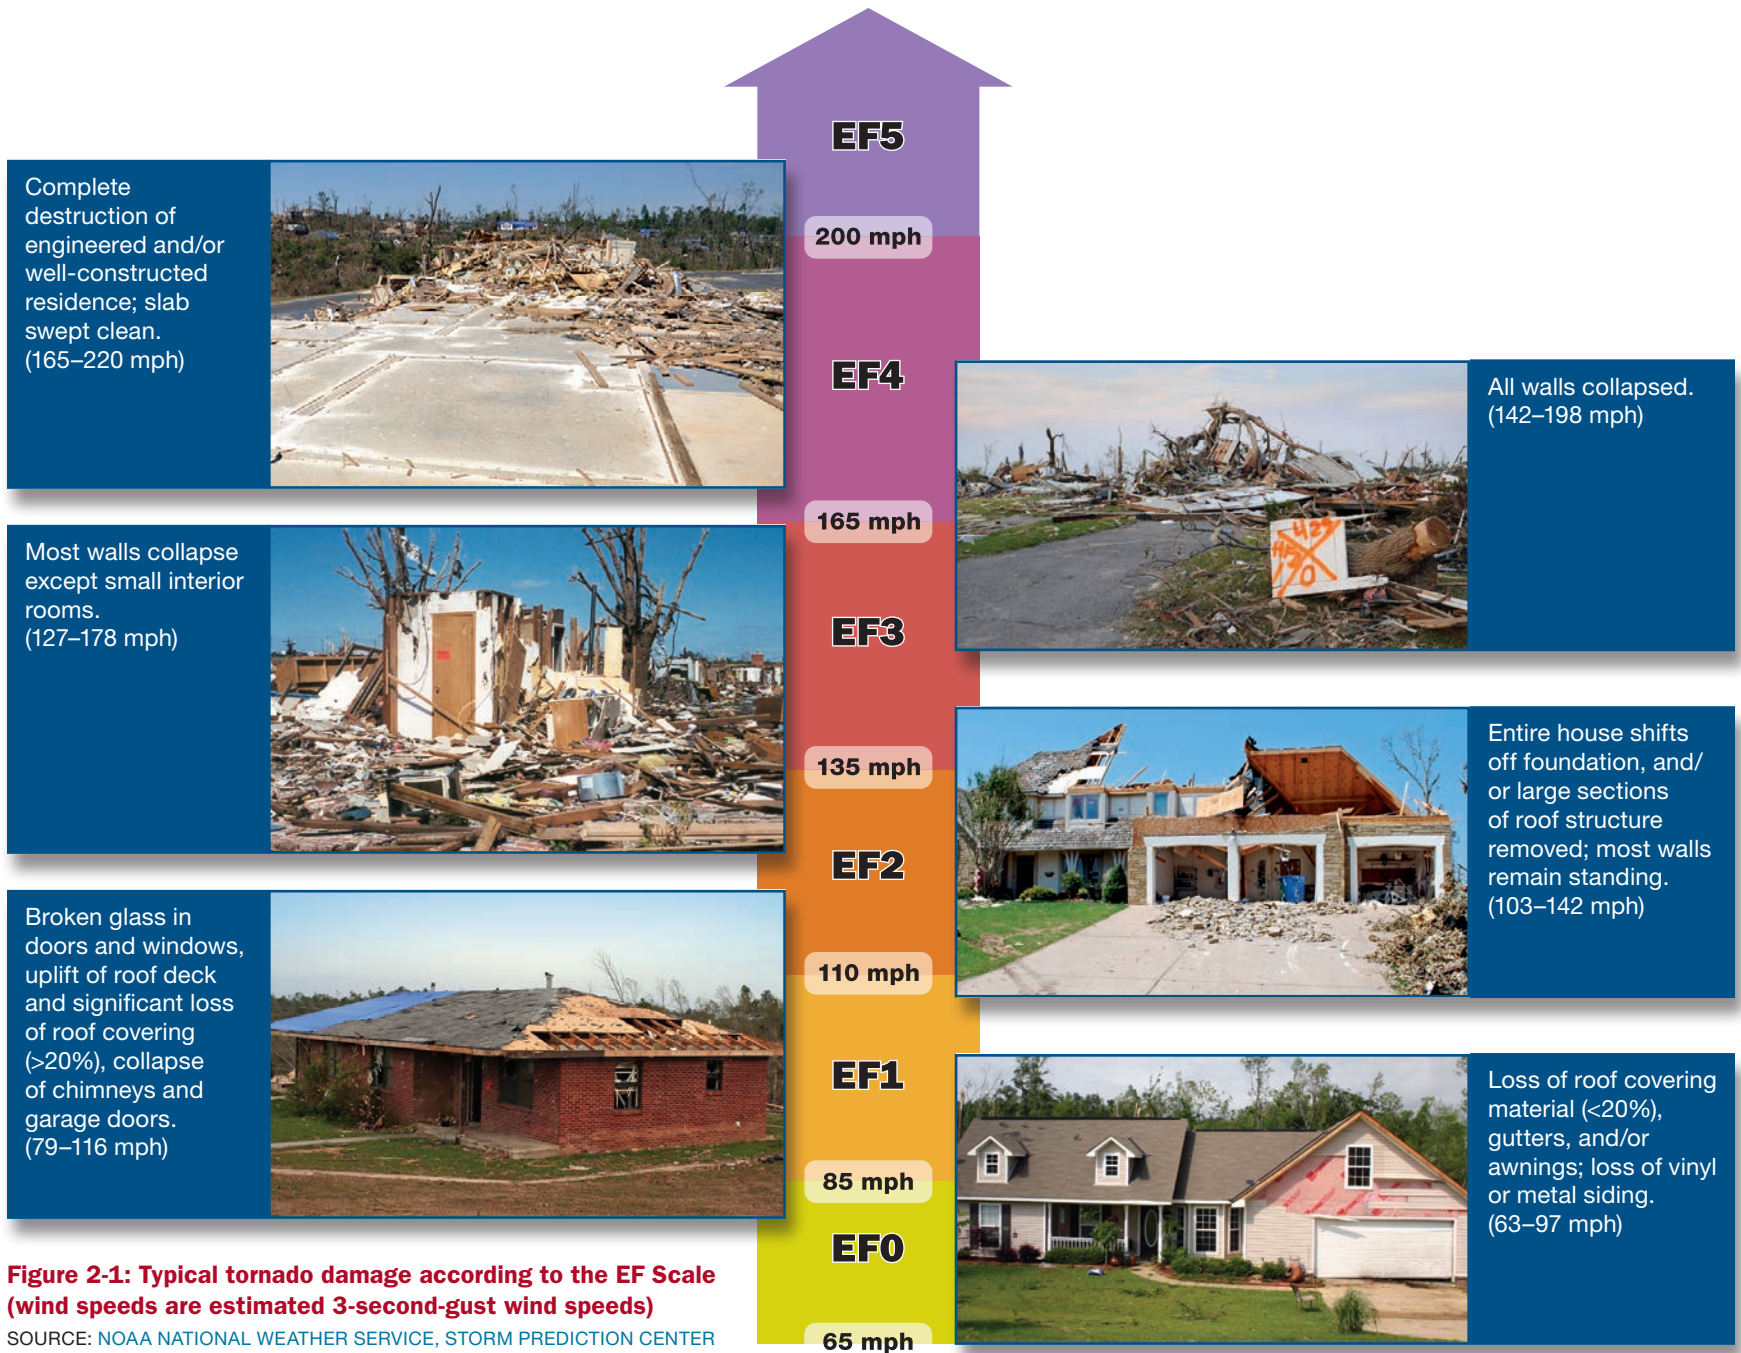 EF5
Complete
destruction of
engineered and/or
well-constructed
residence; slab
swept clean.
(165–220 mph)
200 mph
EF4
All walls collapsed.
(142–198 mph)
165 mph
Most walls collapse
except small interior
rooms.
(127–178 mph)
423
EF3
Entire house shifts
off foundation, and/
or large sections
of roof structure
removed; most walls
remain standing.
(103–142 mph)
135 mph
EF2
Broken glass in
doors and windows,
uplift of roof deck
and significant loss
of roof covering
(>20%), collapse
of chimneys and
garage doors.
(79–116 mph)
110 mph
EF1
Loss of roof covering
material (<20%),
gutters, and/or
awnings; loss of vinyl
or metal siding.
(63–97 mph)
85 mph
EF0
65 mph
Figure 2-1: Typical tornado damage according to the EF Scale
(wind speeds are estimated 3-second-gust wind speeds)
SOURCE: NOAA NATIONAL WEATHER SERVICE, STORM PREDICTION CENTER